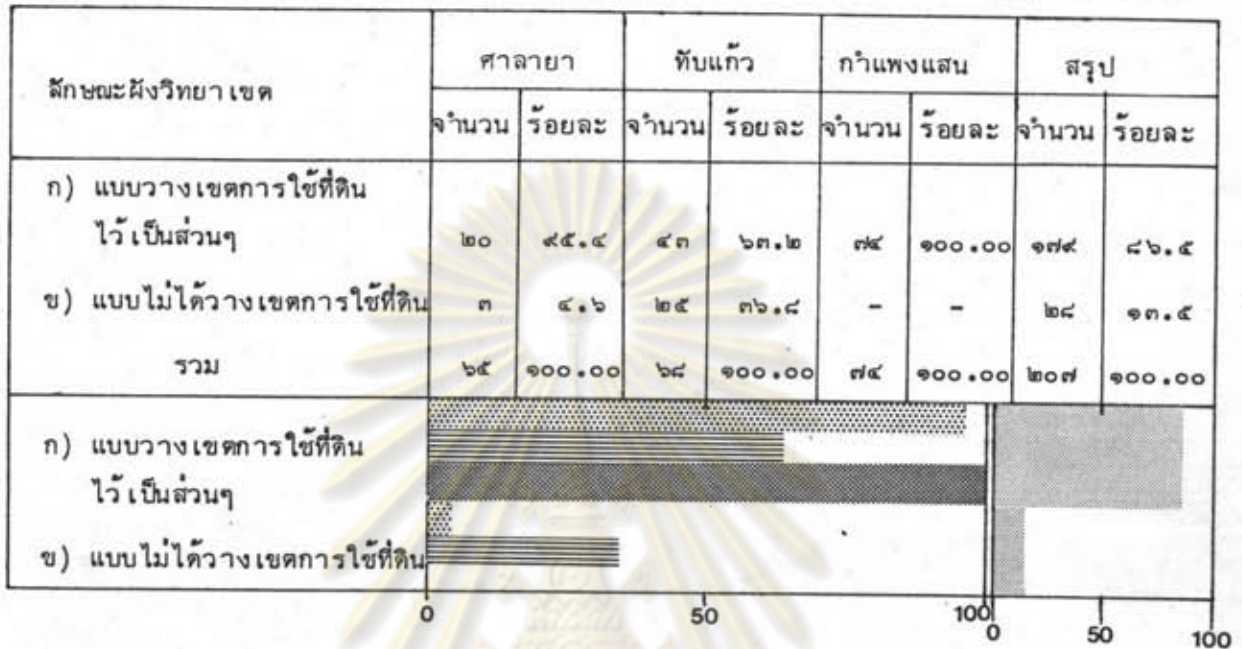 ลักษณะผังวิทยาเขต ศาลายา ทับแก้ว กำแพงแสน สรุป
จำนวน ร้อยละ จำนวน ร้อยละ จำนวน ร้อยละ จำนวน ร้อยละ
ก) แบบวางเขตการใช้ที่ดิน
ไว้เป็นส่วนๆ ๒๐ ๙๕.๔ ๔๓ ๖๓.๒ ๗๔ ๑๐๐.๐๐ ๑๗๙ ๘๖.๕
ข) แบบไม่ได้วางเขตการใช้ที่ดิน ๓ ๔.๖ ๒๕ ๓๖.๘ - - ๒๘ ๑๓.๕
รวม ๖๕ ๑๐๐.๐๐ ๖๘ ๑๐๐.๐๐ ๗๔ ๑๐๐.๐๐ ๒๐๗ ๑๐๐.๐๐
ก) แบบวางเขตการใช้ที่ดิน
ไว้เป็นส่วนๆ
ข) แบบไม่ได้วางเขตการใช้ที่ดิน
0 50 100 0 50 100